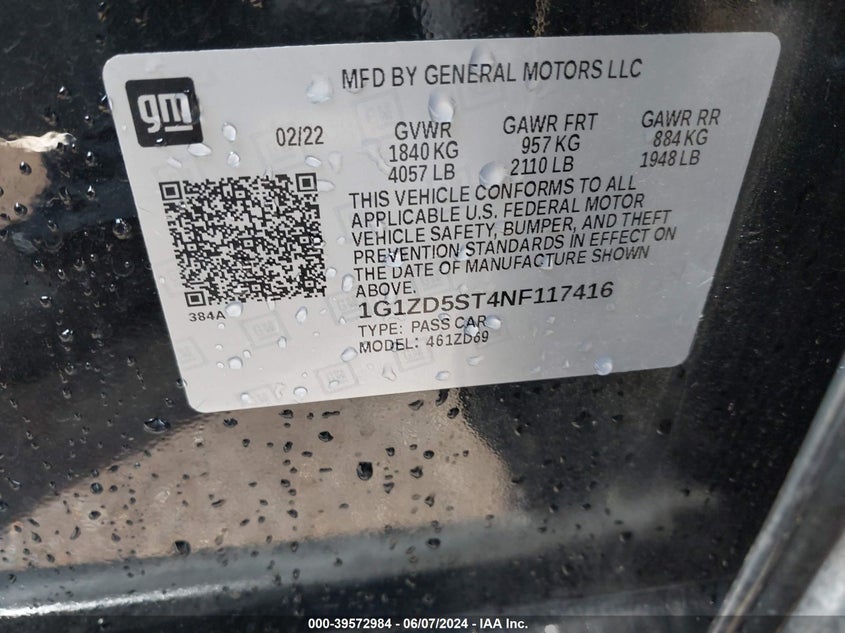 MFD BY GENERAL MOTORS LLC
gm
02/22
GVWR
1840 KG
4057 LB
GAWR FRT
957 KG
2110 LB
GAWR RR
884 KG
1948 LB
THIS VEHICLE CONFORMS TO ALL
APPLICABLE U.S. FEDERAL MOTOR
VEHICLE SAFETY, BUMPER, AND THEFT
PREVENTION STANDARDS IN EFFECT ON
THE DATE OF MANUFACTURE SHOWN
ABOVE.
384A
1G1ZD5ST4NF117416
TYPE: PASS CAR
MODEL: 461ZD69
000-39572984 - 06/07/2024 - IAA Inc.